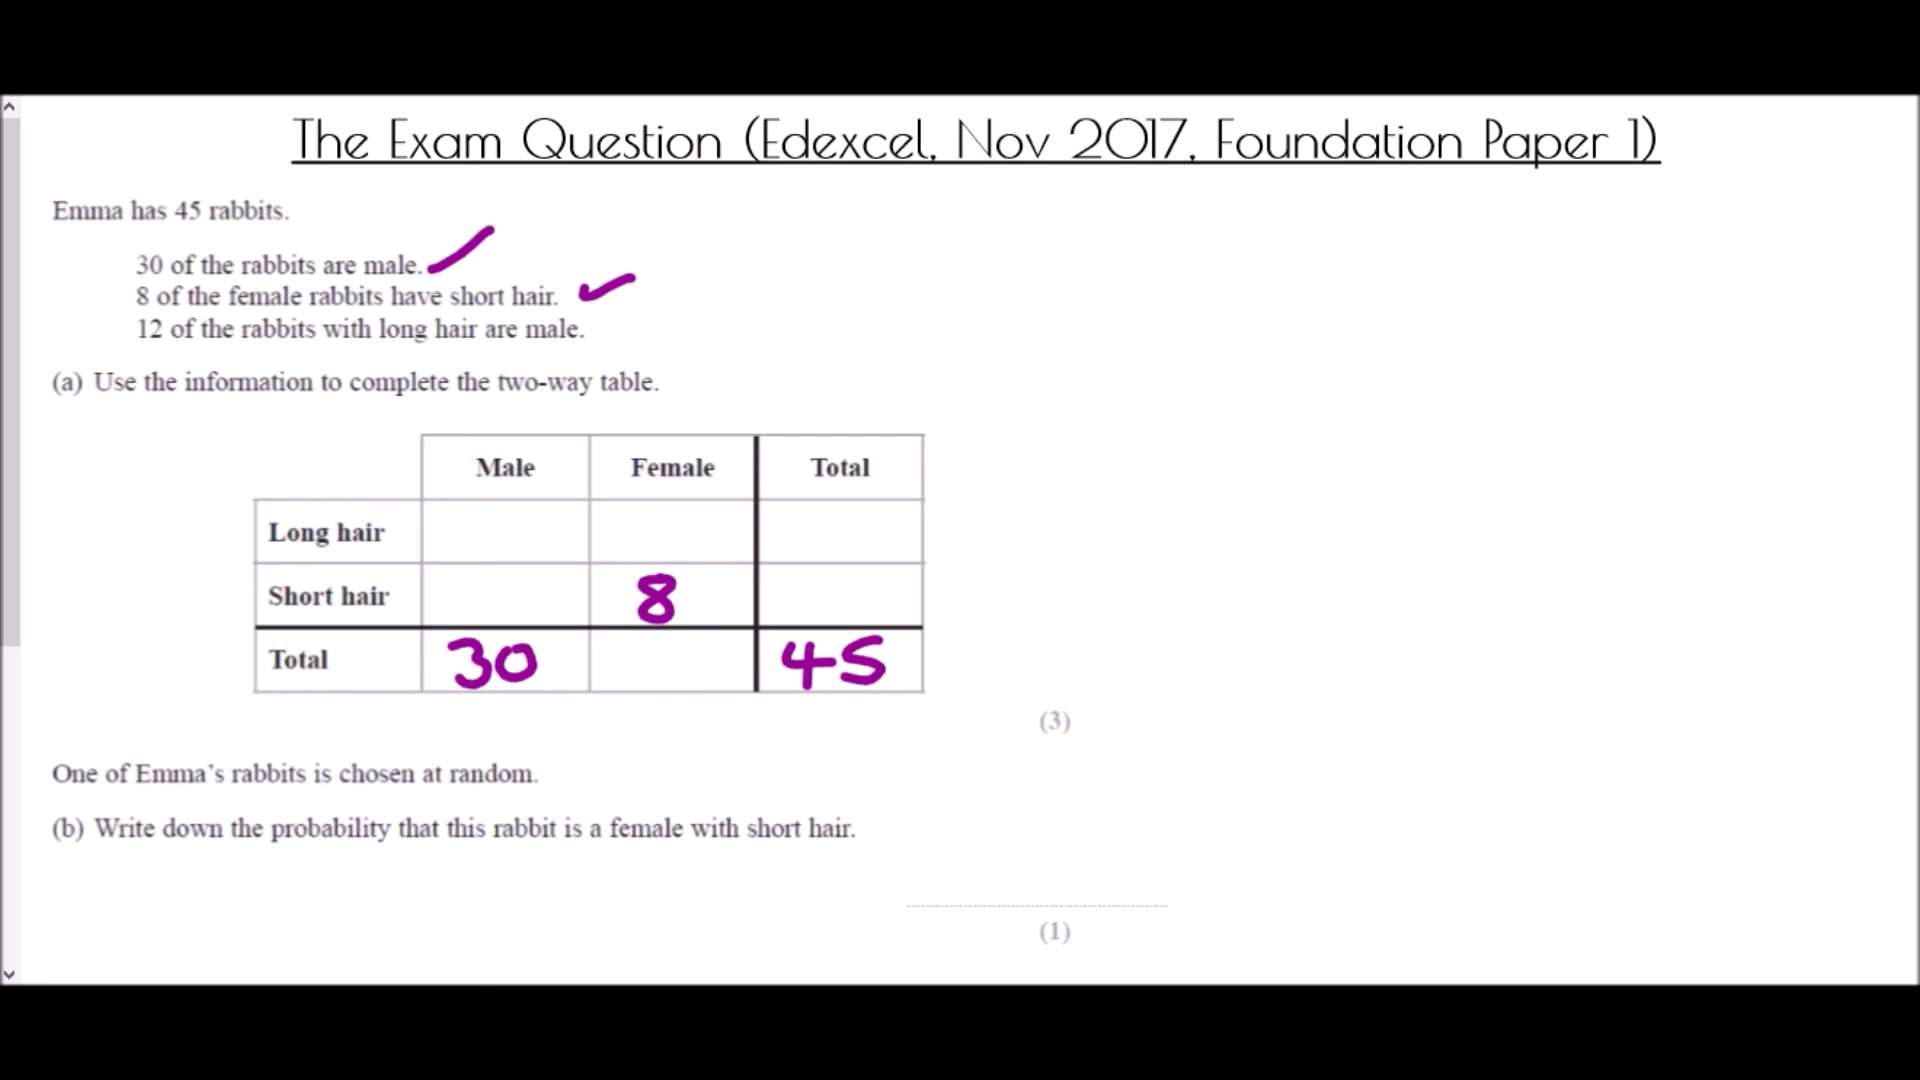 The Exam Question (Edexcel, Nov 2017, Foundation Paper 1)
Emma has 45 rabbits.
30 of the rabbits are male.
8 of the female rabbits have short hair.
12 of the rabbits with long hair are male.
(a) Use the information to complete the two-way table.
Male Female Total
Long hair
Short hair 8
Total 30 45
(3)
One of Emma's rabbits is chosen at random.
(b) Write down the probability that this rabbit is a female with short hair.
(1)